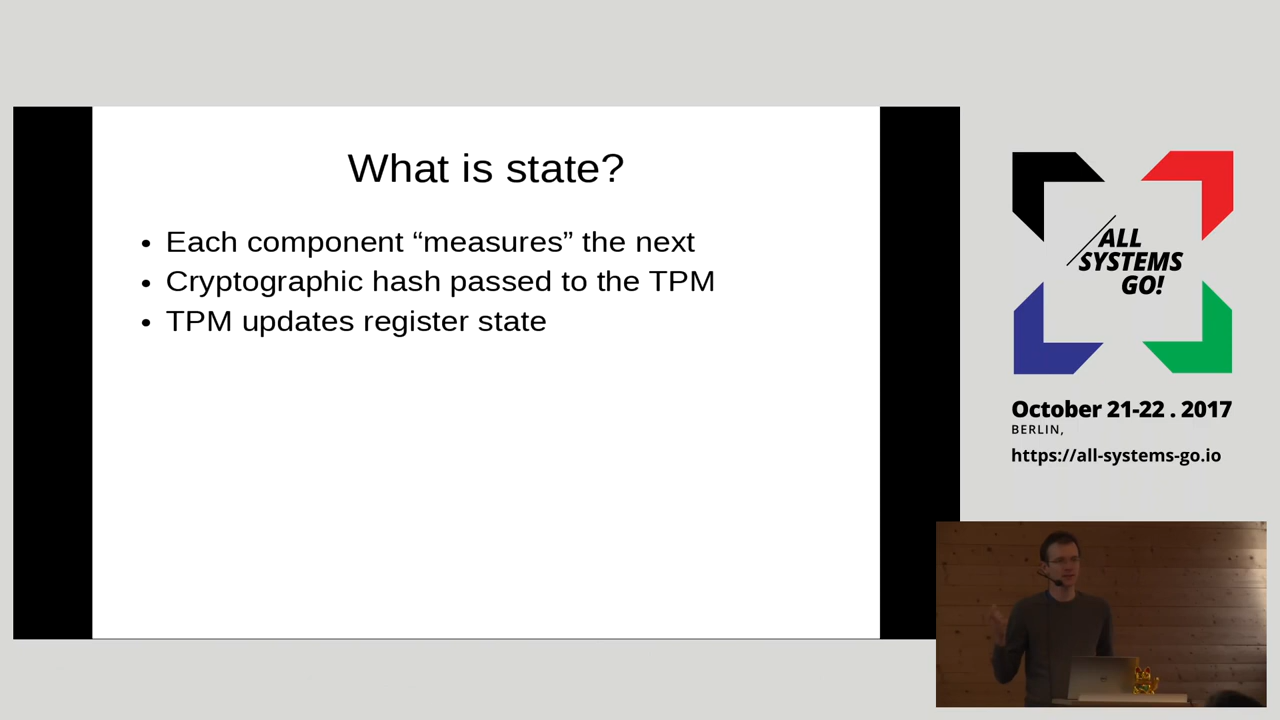 What is state?
• Each component “measures” the next
• Cryptographic hash passed to the TPM
• TPM updates register state
ALL
SYSTEMS
GO!
October 21-22 . 2017
BERLIN,
https://all-systems-go.io